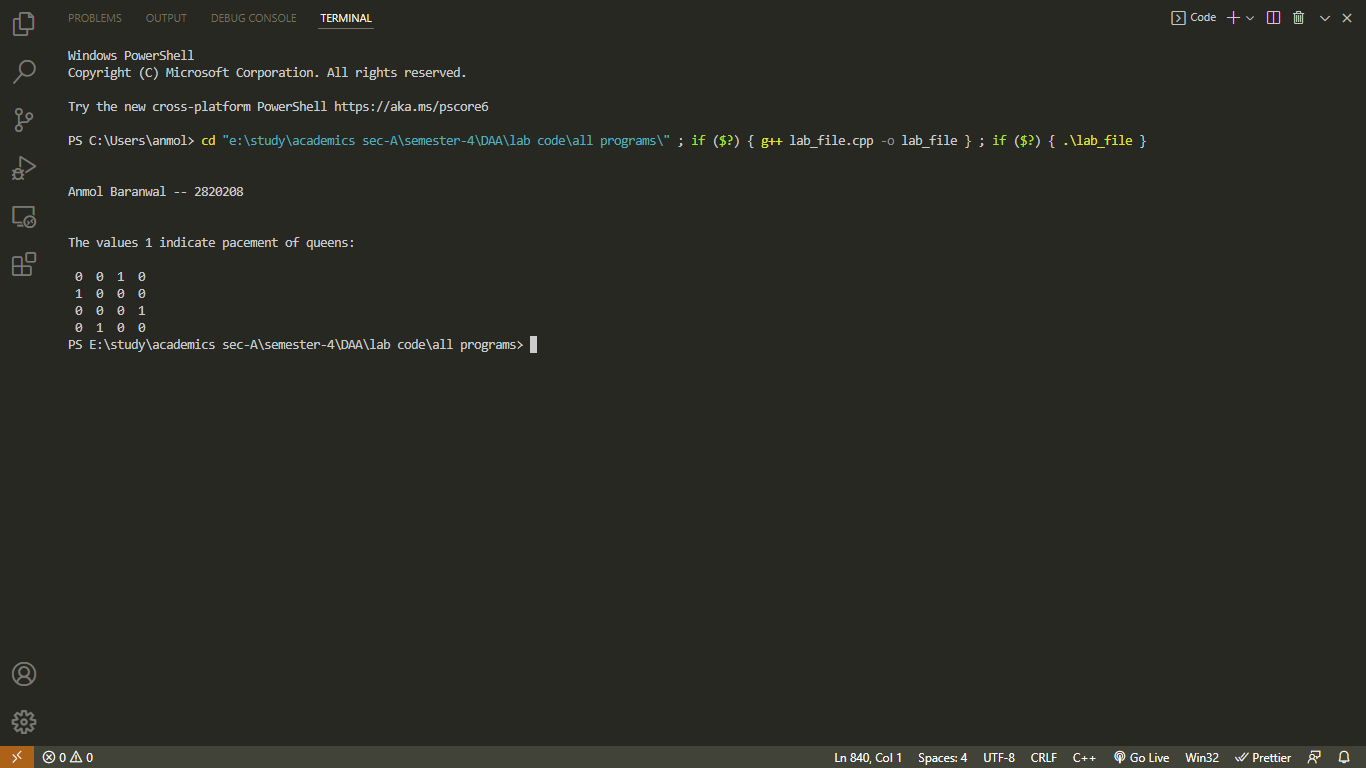 PROBLEMS OUTPUT DEBUG CONSOLE TERMINAL Code
Windows PowerShell
Copyright (C) Microsoft Corporation. All rights reserved.
Try the new cross-platform PowerShell https://aka.ms/pscore6
PS C:\Users\anmol> cd "e:\study\academics sec-A\semester-4\DAA\lab code\all programs\" ; if ($?) { g++ lab_file.cpp -o lab_file } ; if ($?) { .\lab_file }
Anmol Baranwal -- 2820208
The values 1 indicate pacement of queens:
0 0 1 0
1 0 0 0
0 0 0 1
0 1 0 0
PS E:\study\academics sec-A\semester-4\DAA\lab code\all programs>
0 0 Ln 840, Col 1 Spaces: 4 UTF-8 CRLF C++ Go Live Win32 Prettier